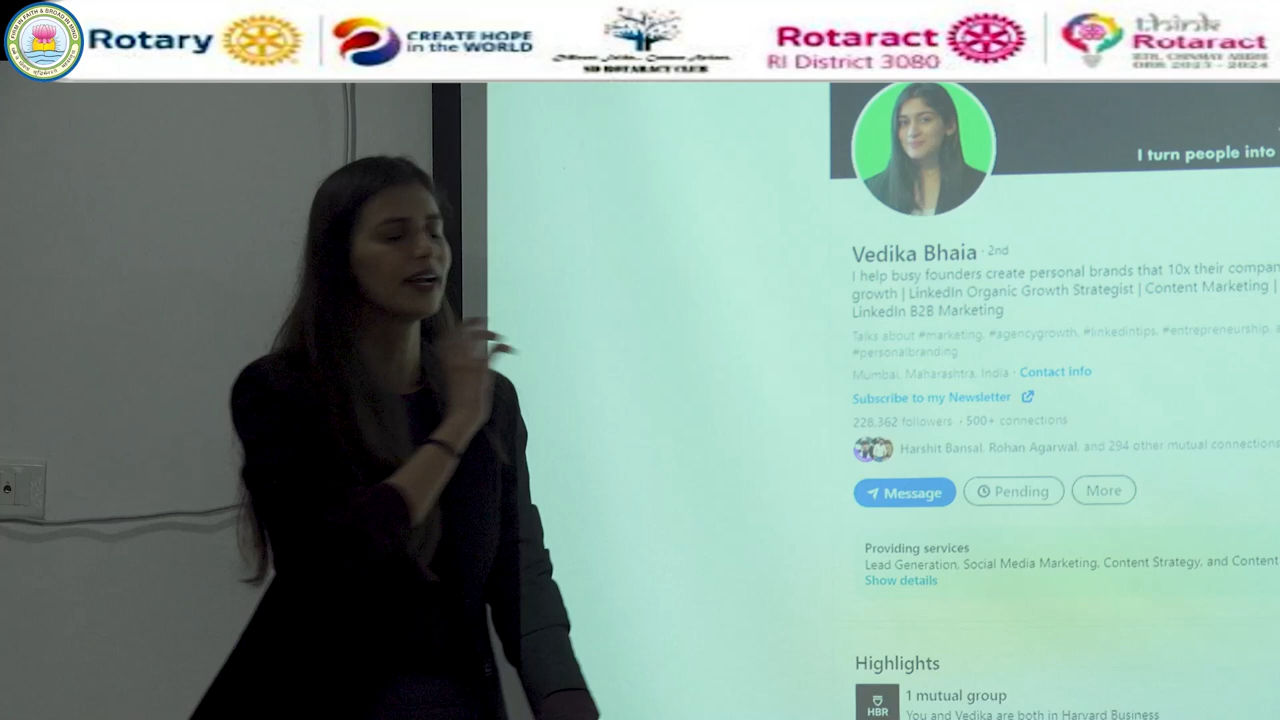 Rotary
CREATE HOPE
in the WORLD
SD ROTARACT CLUB
Rotaract
RI District 3080
think
Rotaract
I turn people into
Vedika Bhaia · 2nd
I help busy founders create personal brands that 10x their compan
growth | LinkedIn Organic Growth Strategist | Content Marketing |
LinkedIn B2B Marketing
Talks about #marketing, #agencygrowth, #linkedintips, #entrepreneurship, a
#personalbranding
Mumbai, Maharashtra, India · Contact info
Subscribe to my Newsletter
228,362 followers · 500+ connections
Harshit Bansal, Rohan Agarwal, and 294 other mutual connections
Message
Pending
More
Providing services
Lead Generation, Social Media Marketing, Content Strategy, and Content
Show details
Highlights
HBR
1 mutual group
You and Vedika are both in Harvard Business